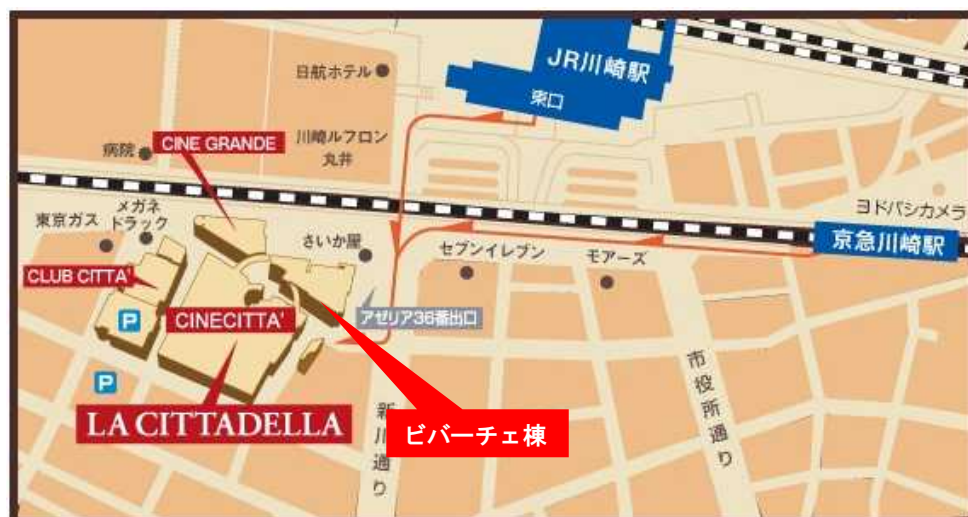 JR川崎駅
東口
日航ホテル
川崎ルフロン
丸井
CINE GRANDE
病院
ヨドバシカメラ
京急川崎駅
メガネ
ドラック
東京ガス
さいか屋
セブンイレブン
モアーズ
CLUB CITTA'
CINECITTA'
アゼリア36番出口
P
P
LA CITTADELLA
ビバーチェ棟
新川通り
市役所通り